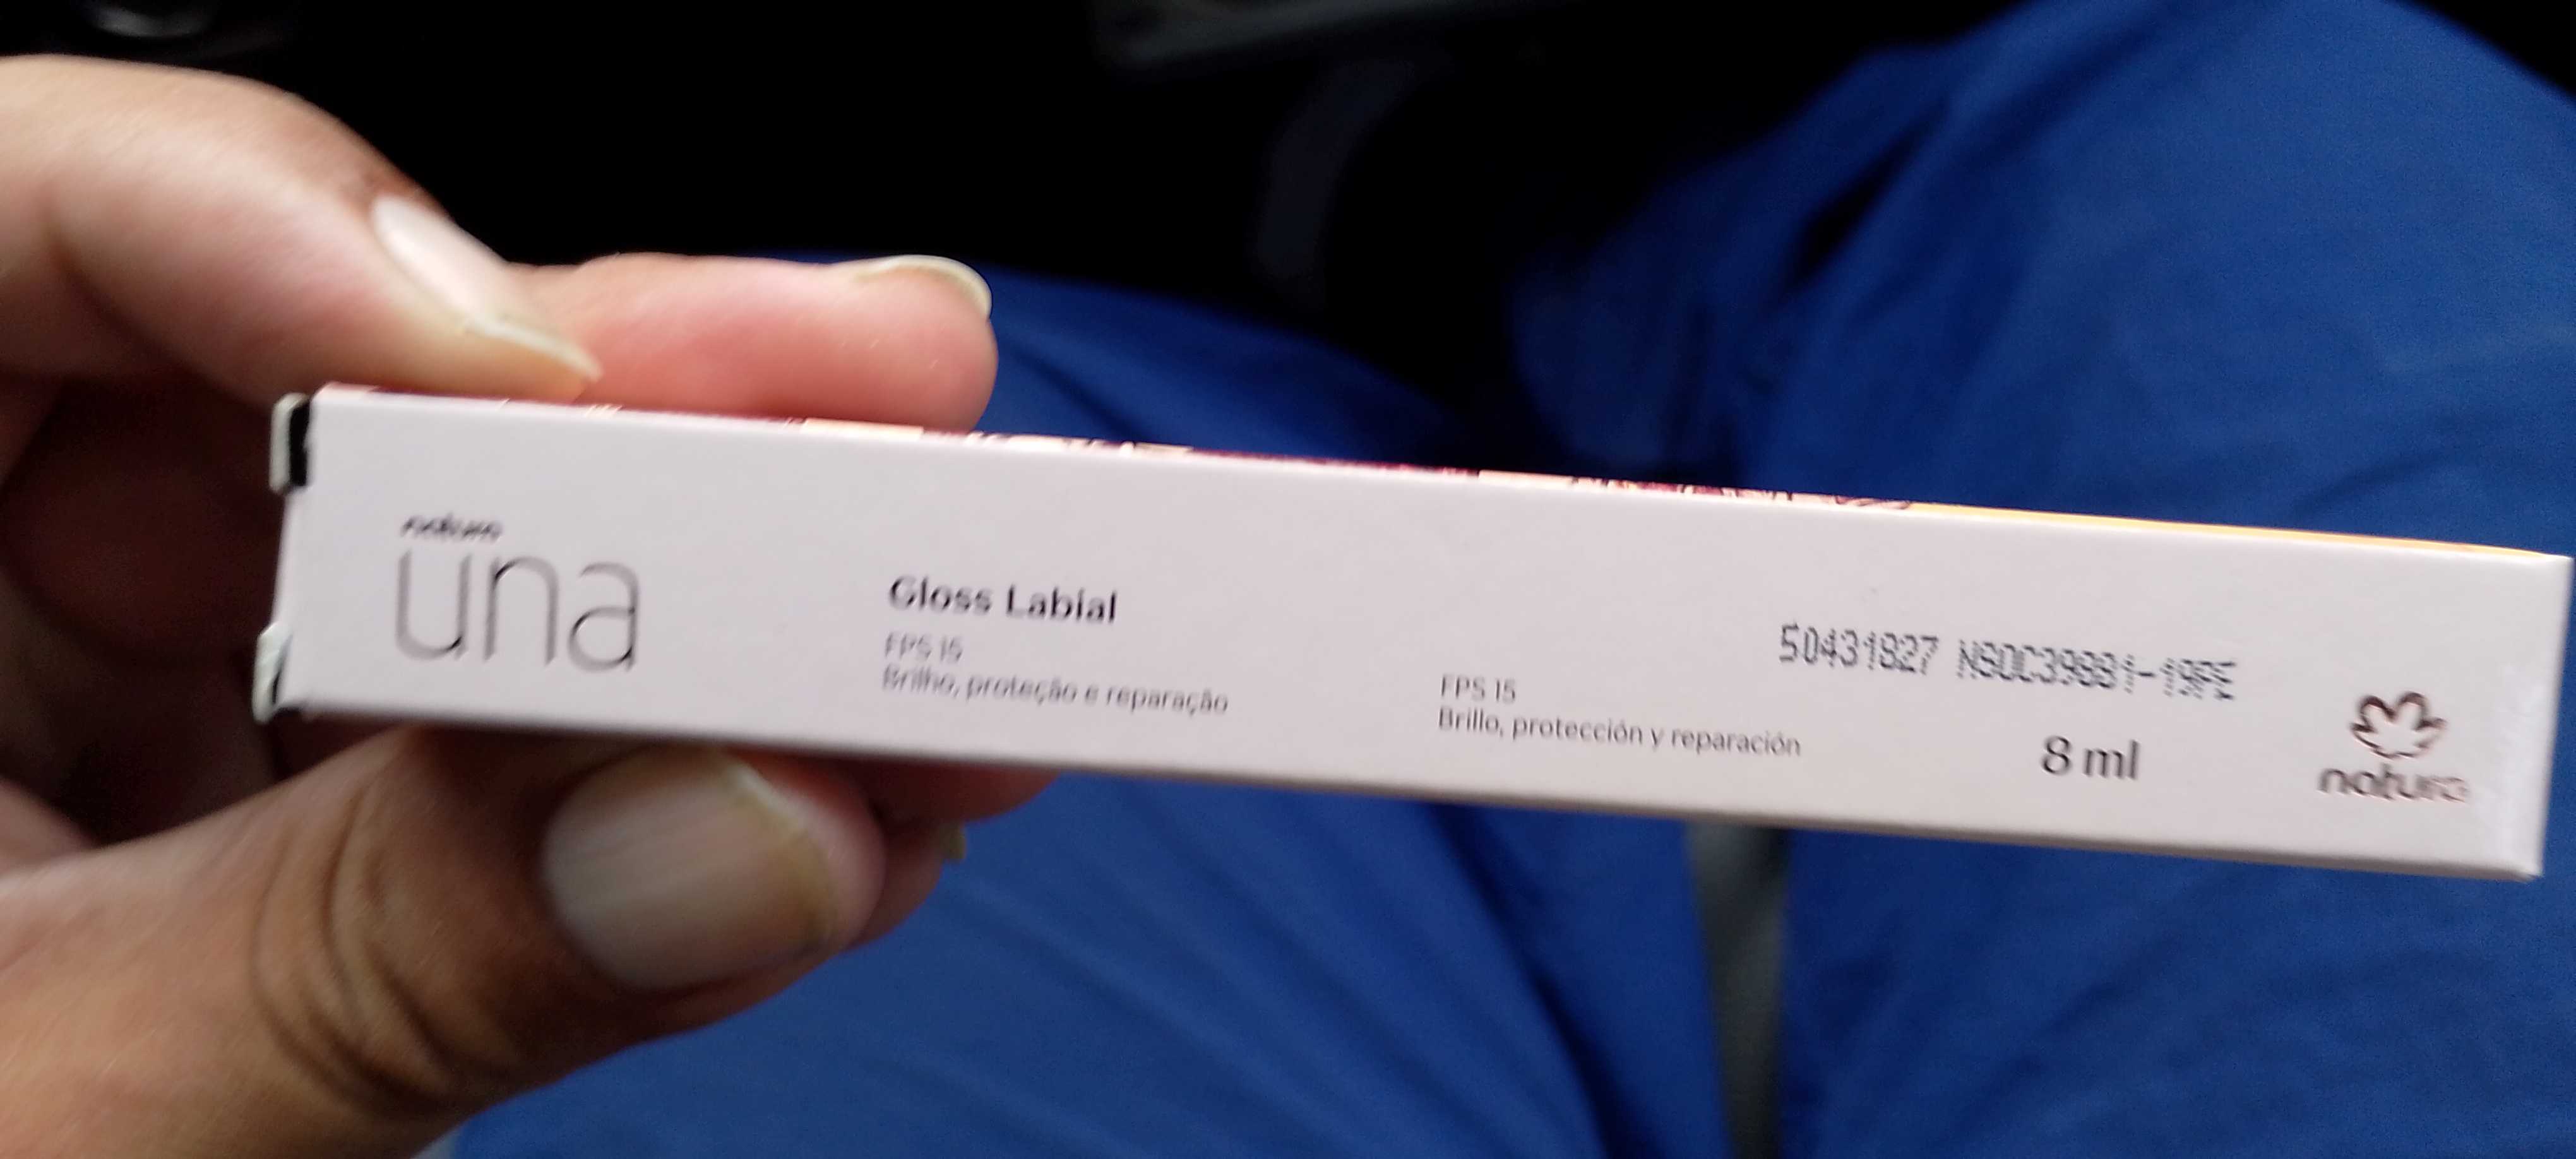 natura
una
Gloss Labial
FPS 15
Brilho, proteção e reparação
FPS 15
Brillo, protección y reparación
50431827
8 ml
natura